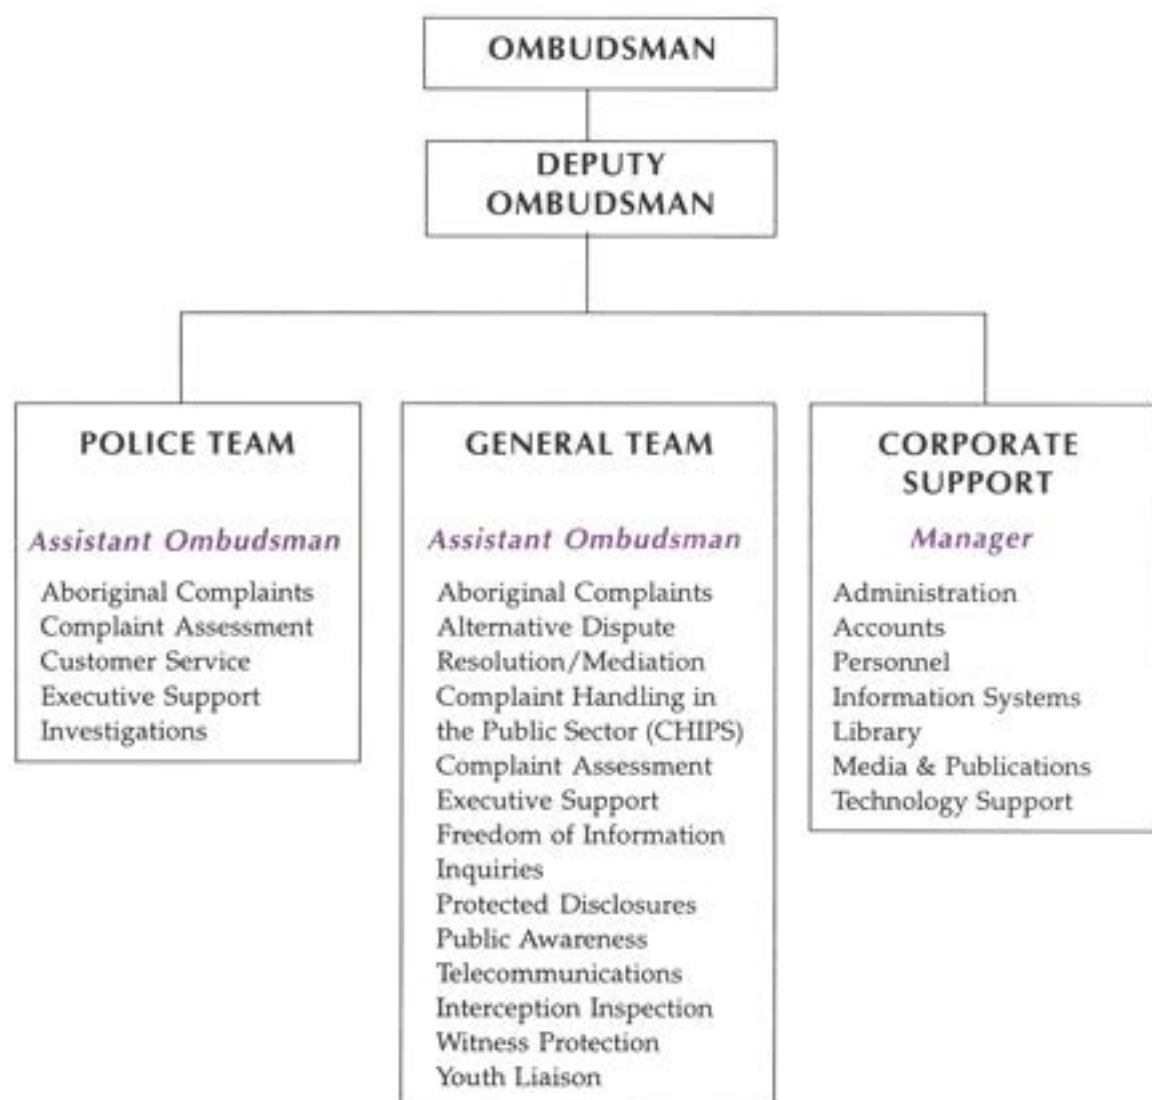 OMBUDSMAN
DEPUTY
OMBUDSMAN
POLICE TEAM
Assistant Ombudsman
Aboriginal Complaints
Complaint Assessment
Customer Service
Executive Support
Investigations
GENERAL TEAM
Assistant Ombudsman
Aboriginal Complaints
Alternative Dispute
Resolution/Mediation
Complaint Handling in
the Public Sector (CHIPS)
Complaint Assessment
Executive Support
Freedom of Information
Inquiries
Protected Disclosures
Public Awareness
Telecommunications
Interception Inspection
Witness Protection
Youth Liaison
CORPORATE
SUPPORT
Manager
Administration
Accounts
Personnel
Information Systems
Library
Media & Publications
Technology Support